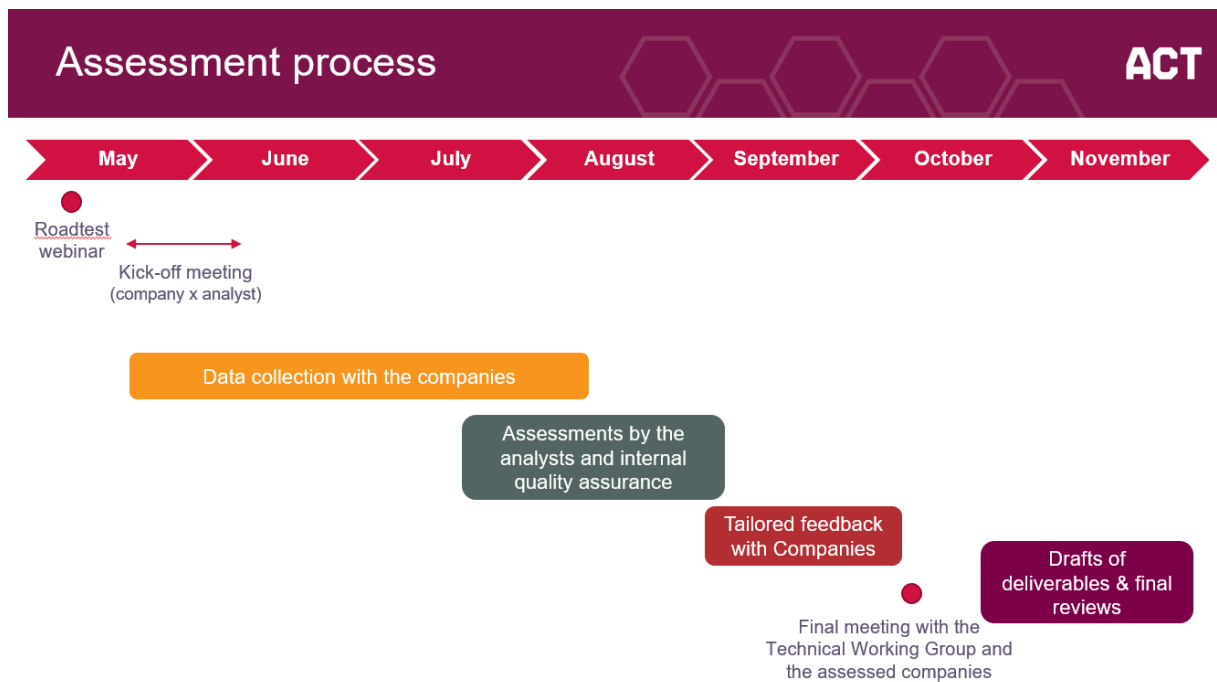 Assessment process
ACT
May
June
July
August
September
October
November
Roadtest
webinar
Kick-off meeting
(company x analyst)
Data collection with the companies
Assessments by the
analysts and internal
quality assurance
Tailored feedback
with Companies
Drafts of
deliverables & final
reviews
Final meeting with the
Technical Working Group and
the assessed companies